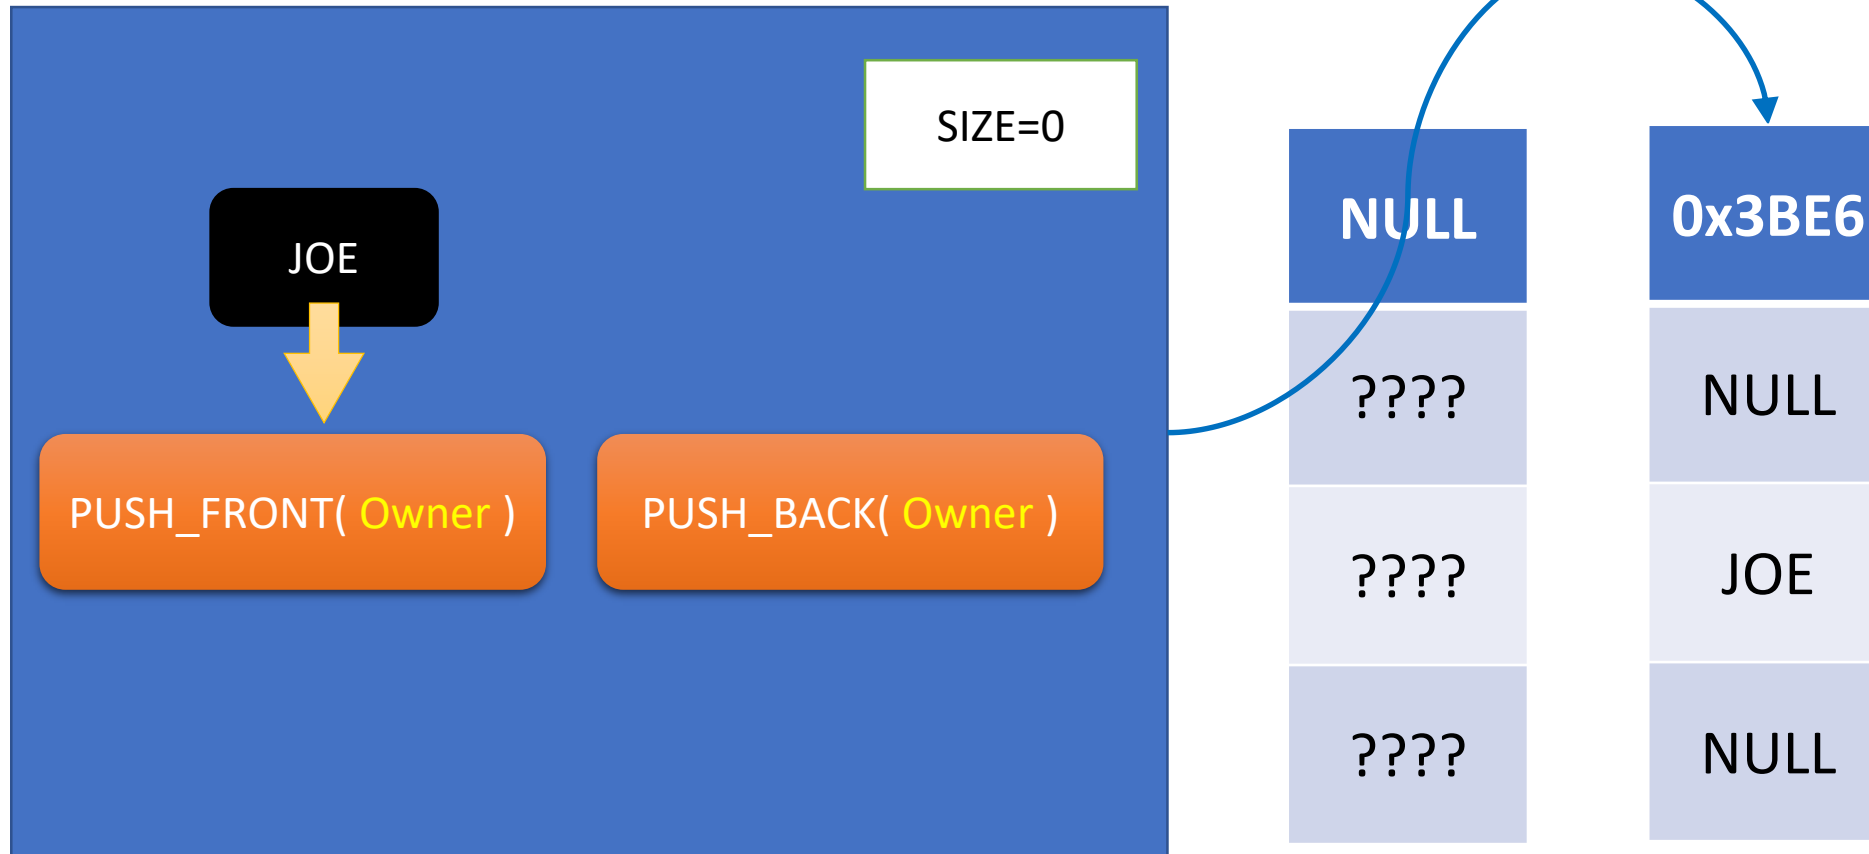 SIZE=0
JOE
PUSH_FRONT( Owner )
PUSH_BACK( Owner )
NULL
????
????
????
0x3BE6
NULL
JOE
NULL